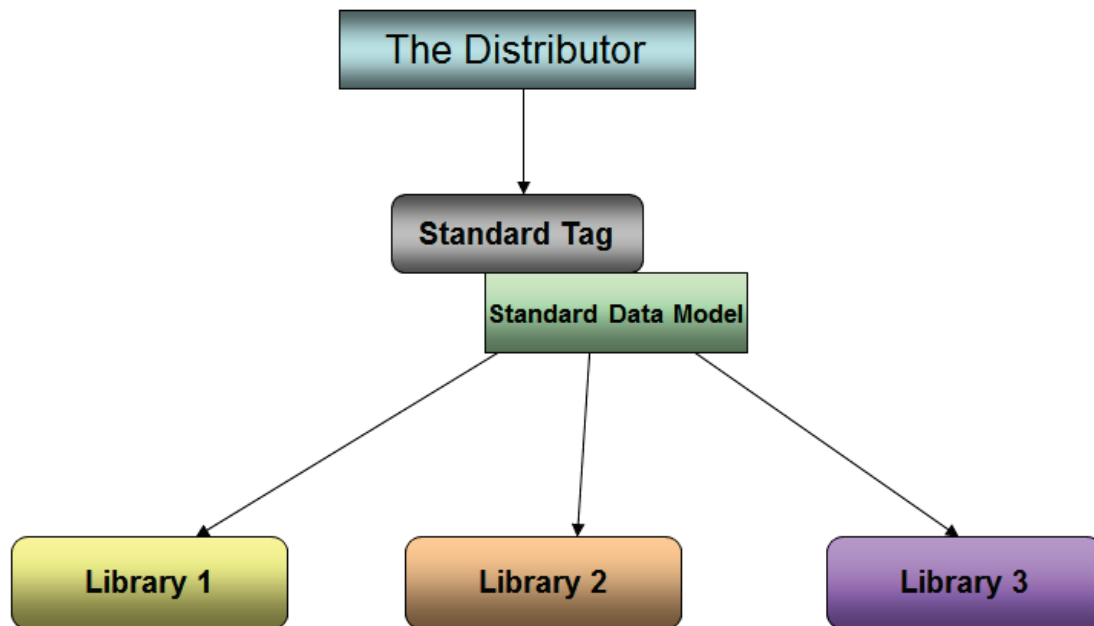 The Distributor
Standard Tag
Standard Data Model
Library 1
Library 2
Library 3